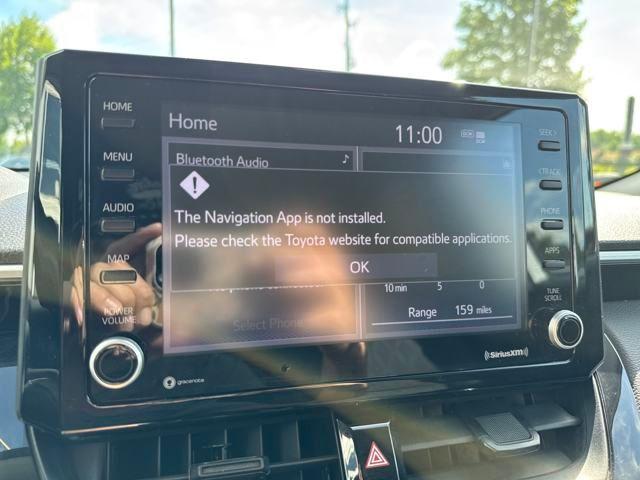 HOME
MENU
AUDIO
MAP
POWER
VOLUME
Home
11:00
DCM
Bluetooth Audio
!
The Navigation App is not installed.
Please check the Toyota website for compatible applications.
OK
10 min 5 0
Range 159 miles
Select Phone
SEEK >
< TRACK
PHONE
APPS
TUNE
SCROLL
gracenote
SiriusXM